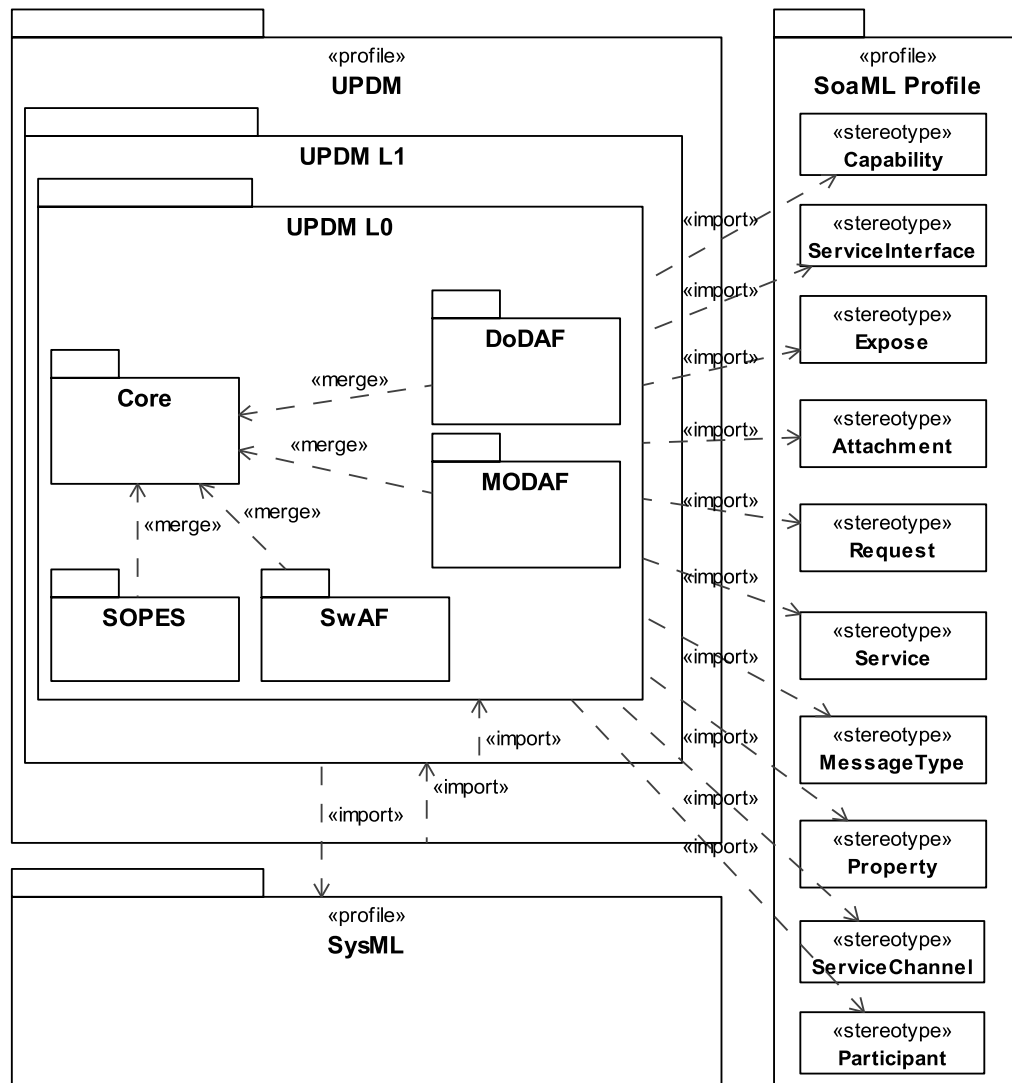 «profile»
UPDM
UPDM L1
UPDM L0
DoDAF
Core
«merge»
«merge»
MODAF
«merge»
«merge»
SOPES
SwAF
«import»
«import»
«import»
«profile»
SysML
«import»
«import»
«import»
«import»
«import»
«import»
«import»
«import»
«import»
«import»
«profile»
SoaML Profile
«stereotype»
Capability
«stereotype»
ServiceInterface
«stereotype»
Expose
«stereotype»
Attachment
«stereotype»
Request
«stereotype»
Service
«stereotype»
MessageType
«stereotype»
Property
«stereotype»
ServiceChannel
«stereotype»
Participant